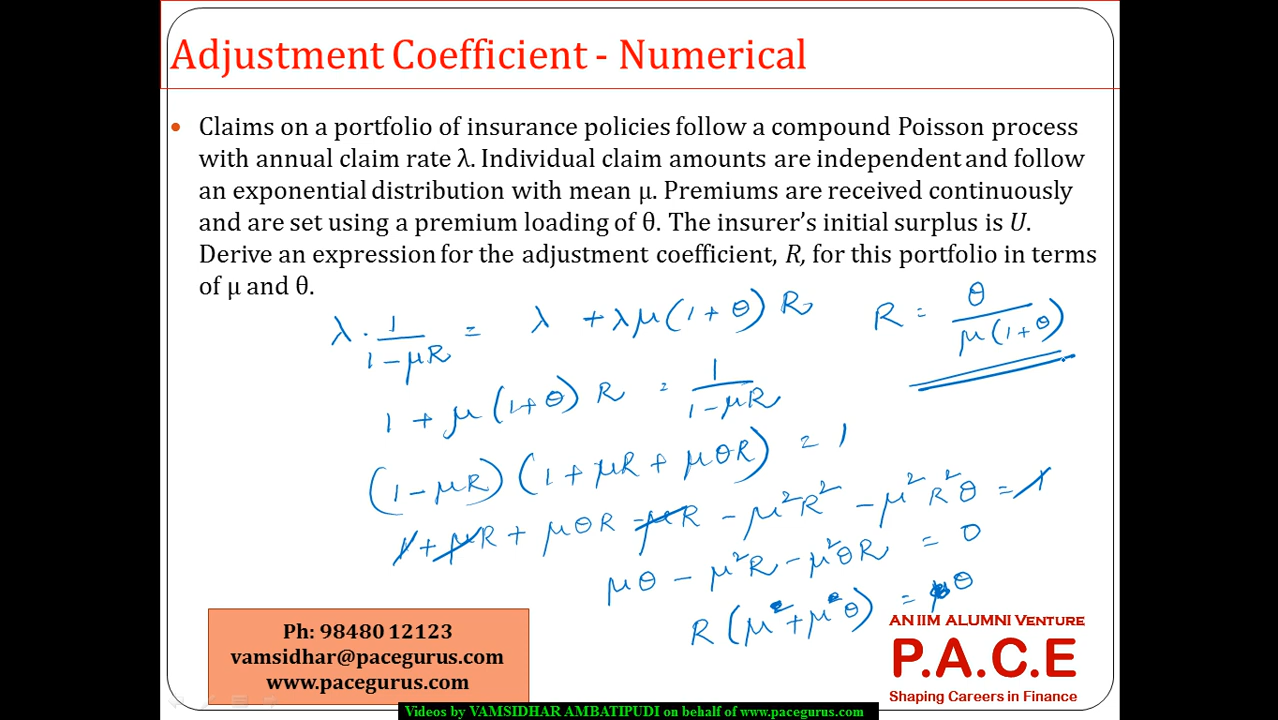 Adjustment Coefficient - Numerical
• Claims on a portfolio of insurance policies follow a compound Poisson process
with annual claim rate λ. Individual claim amounts are independent and follow
an exponential distribution with mean μ. Premiums are received continuously
and are set using a premium loading of θ. The insurer's initial surplus is U.
Derive an expression for the adjustment coefficient, R, for this portfolio in terms
of μ and θ.
λ · 1/(1 - μR) = λ + λμ(1 + θ) R
R = θ/(μ(1 + θ))
1 + μ(1+θ) R = 1/(1 - μR)
(1 - μR) (1 + μR + μθR) = 1
1 + μR + μθR - μR - μ²R² - μ²R²θ = 1
μθ - μ²R - μ²θR = 0
R (μ² + μ²θ) = μθ
Ph: 98480 12123
vamsidhar@pacegurus.com
www.pacegurus.com
AN IIM ALUMNI VENTURE
P.A.C.E
Shaping Careers in Finance
Videos by VAMSIDHAR AMBATIPUDI on behalf of www.pacegurus.com